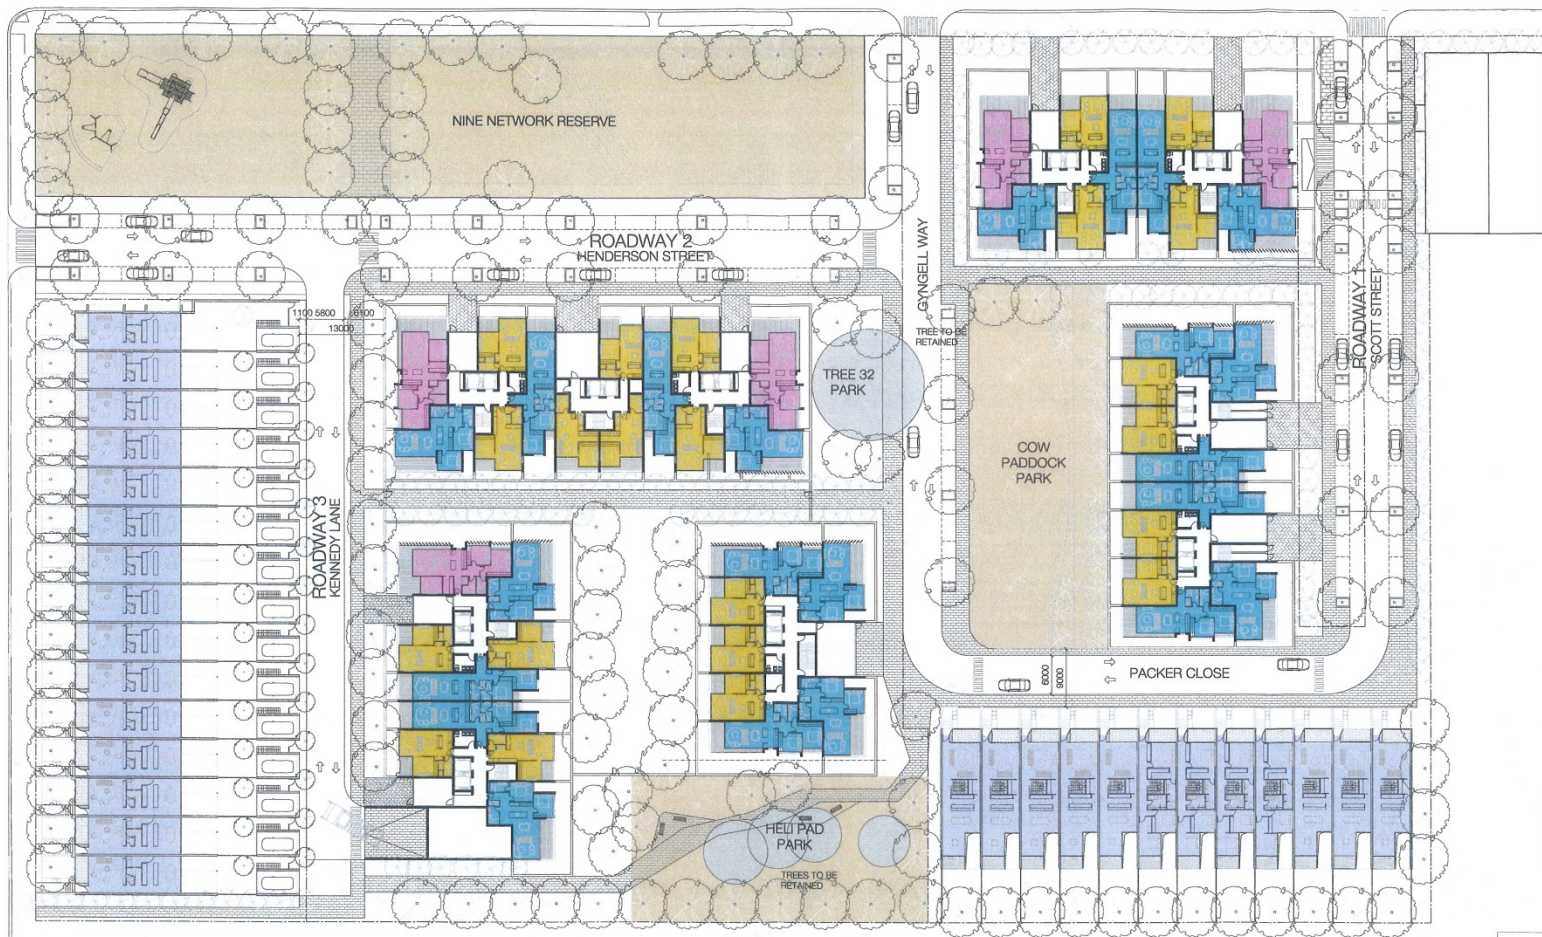 NINE NETWORK RESERVE
ROADWAY 2
HENDERSON STREET
GYNGELL WAY
ROADWAY 1
SCOTT STREET
1100 5800 6100
13000
TREE TO BE
RETAINED
TREE 32
PARK
COW
PADDOCK
PARK
ROADWAY 3
KENNEDY LANE
PACKER CLOSE
6000
9000
HELI PAD
PARK
TREES TO BE
RETAINED